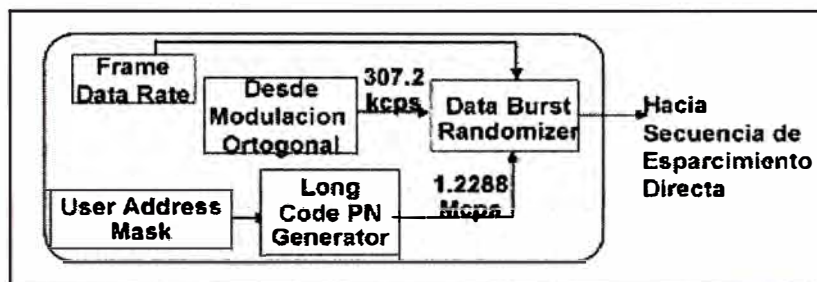 Frame
Data Rate
Desde
Modulacion
Ortogonal
307.2
kcps
Data Burst
Randomizer
Hacia
Secuencia de
Esparcimiento
Directa
User Address
Mask
Long
Code PN
Generator
1.2288
Mcps